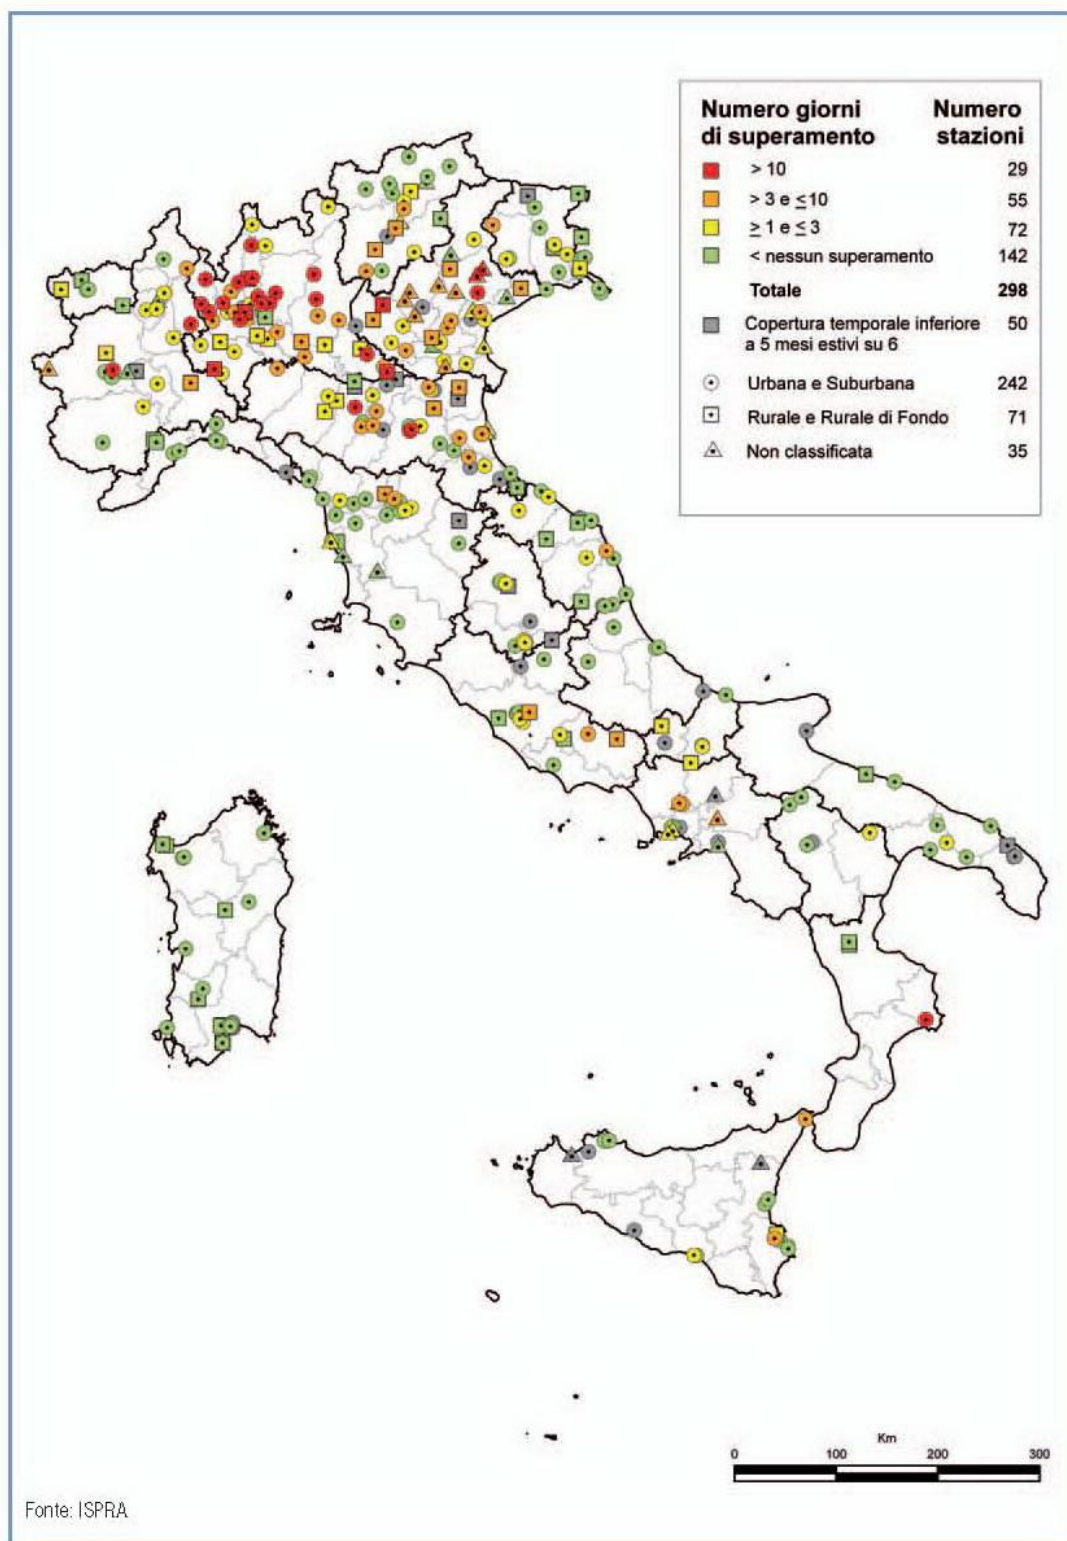 Numero giorni Numero
di superamento stazioni
> 10 29
> 3 e ≤10 55
≥ 1 e ≤ 3 72
< nessun superamento 142
Totale 298
Copertura temporale inferiore 50
a 5 mesi estivi su 6
Urbana e Suburbana 242
Rurale e Rurale di Fondo 71
Non classificata 35
Km
0 100 200 300
Fonte: ISPRA